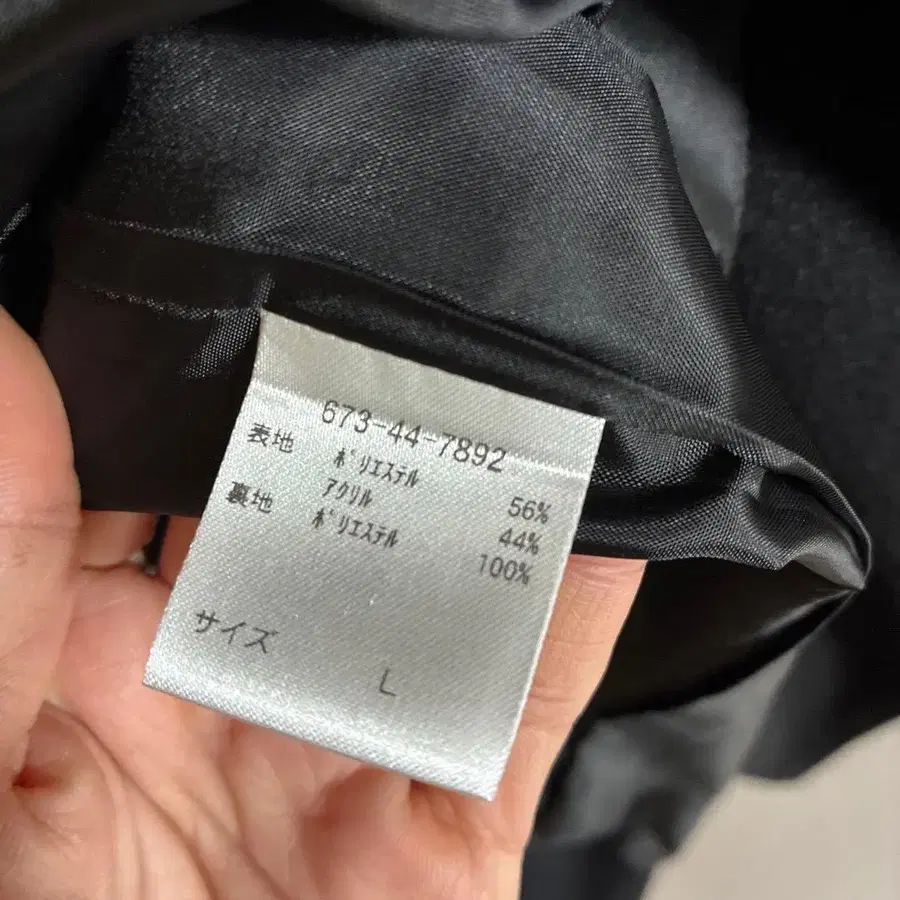 673-44-7892
表地 ポリエステル 56%
アクリル 44%
裏地 ポリエステル 100%
サイズ
L